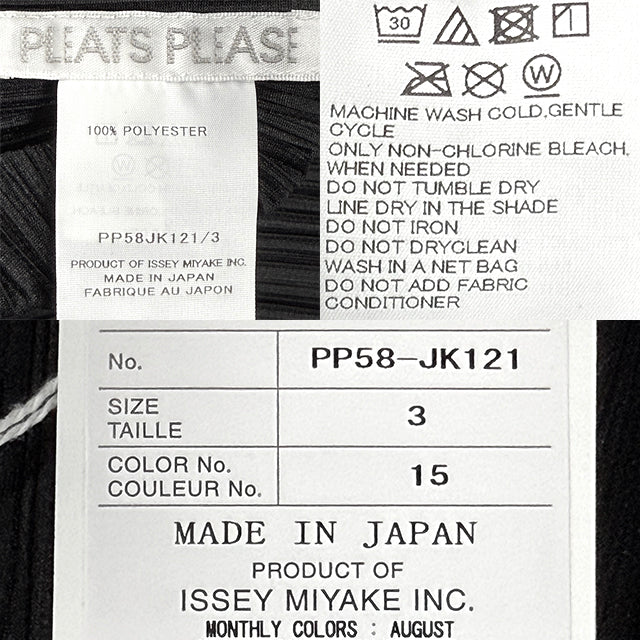 PLEATS PLEASE
100% POLYESTER
PP58JK121/3
PRODUCT OF ISSEY MIYAKE INC.
MADE IN JAPAN
FABRIQUE AU JAPON
30
W
MACHINE WASH COLD,GENTLE
CYCLE
ONLY NON-CHLORINE BLEACH,
WHEN NEEDED
DO NOT TUMBLE DRY
LINE DRY IN THE SHADE
DO NOT IRON
DO NOT DRYCLEAN
WASH IN A NET BAG
DO NOT ADD FABRIC
CONDITIONER
No. PP58-JK121
SIZE
TAILLE 3
COLOR No.
COULEUR No. 15
MADE IN JAPAN
PRODUCT OF
ISSEY MIYAKE INC.
MONTHLY COLORS : AUGUST